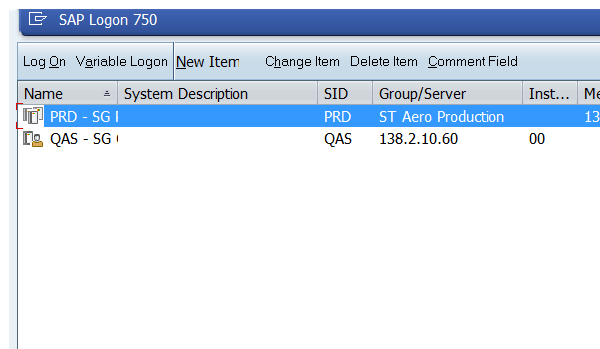 SAP Logon 750
Log On Variable Logon New Item Change Item Delete Item Comment Field
Name System Description SID Group/Server Inst... Me
PRD - SG PRD ST Aero Production 13
QAS - SG QAS 138.2.10.60 00